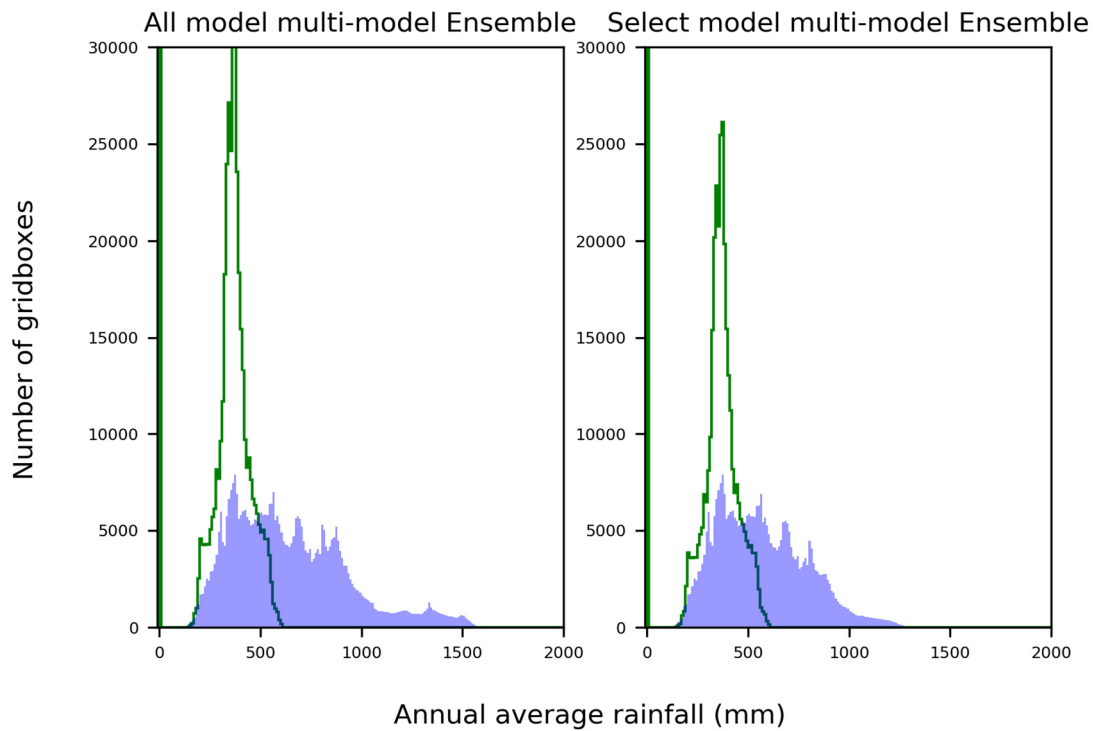 All model multi-model Ensemble
Select model multi-model Ensemble
30000
25000
20000
15000
10000
5000
0
30000
25000
20000
15000
10000
5000
0
0 500 1000 1500 2000
0 500 1000 1500 2000
Number of gridboxes
Annual average rainfall (mm)